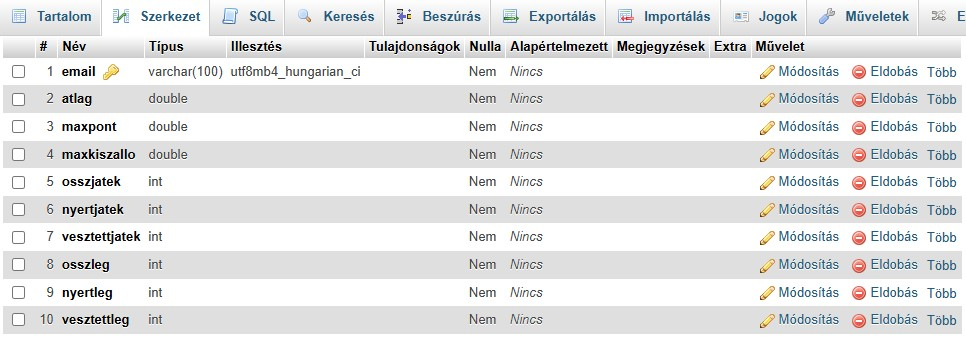 Tartalom Szerkezet SQL Keresés Beszúrás Exportálás Importálás Jogok Műveletek E
# Név Típus Illesztés Tulajdonságok Nulla Alapértelmezett Megjegyzések Extra Művelet
1 email varchar(100) utf8mb4_hungarian_ci Nem Nincs Módosítás Eldobás Több
2 atlag double Nem Nincs Módosítás Eldobás Több
3 maxpont double Nem Nincs Módosítás Eldobás Több
4 maxkiszallo double Nem Nincs Módosítás Eldobás Több
5 osszjatek int Nem Nincs Módosítás Eldobás Több
6 nyertjatek int Nem Nincs Módosítás Eldobás Több
7 vesztettjatek int Nem Nincs Módosítás Eldobás Több
8 osszleg int Nem Nincs Módosítás Eldobás Több
9 nyertleg int Nem Nincs Módosítás Eldobás Több
10 vesztettleg int Nem Nincs Módosítás Eldobás Több